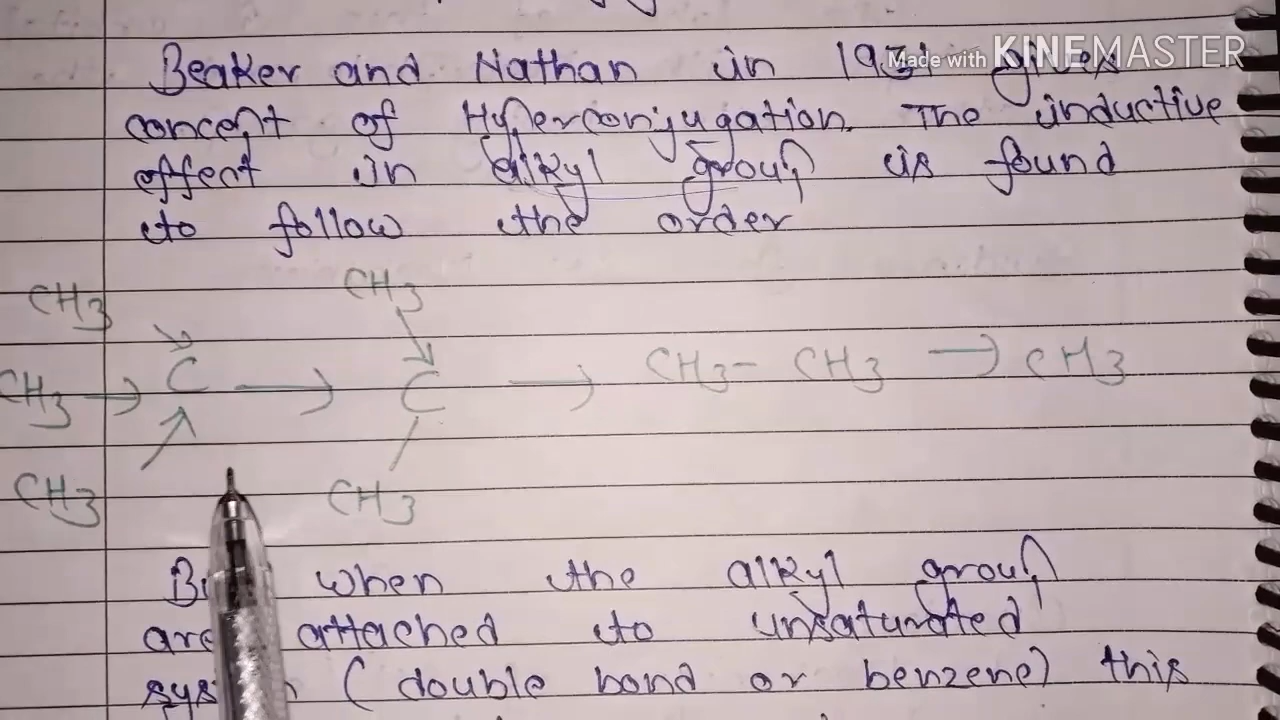 Made with KINEMASTER
Beaker and Nathan in 1931 gives
concept of Hyperconjugation. The inductive
effect in alkyl group is found
to follow the order
CH3 CH3
CH3 → C → C → CH3- CH3 → CH3
CH3 CH3
when the alkyl group
are attached to unsaturated
(double bond or benzene) this